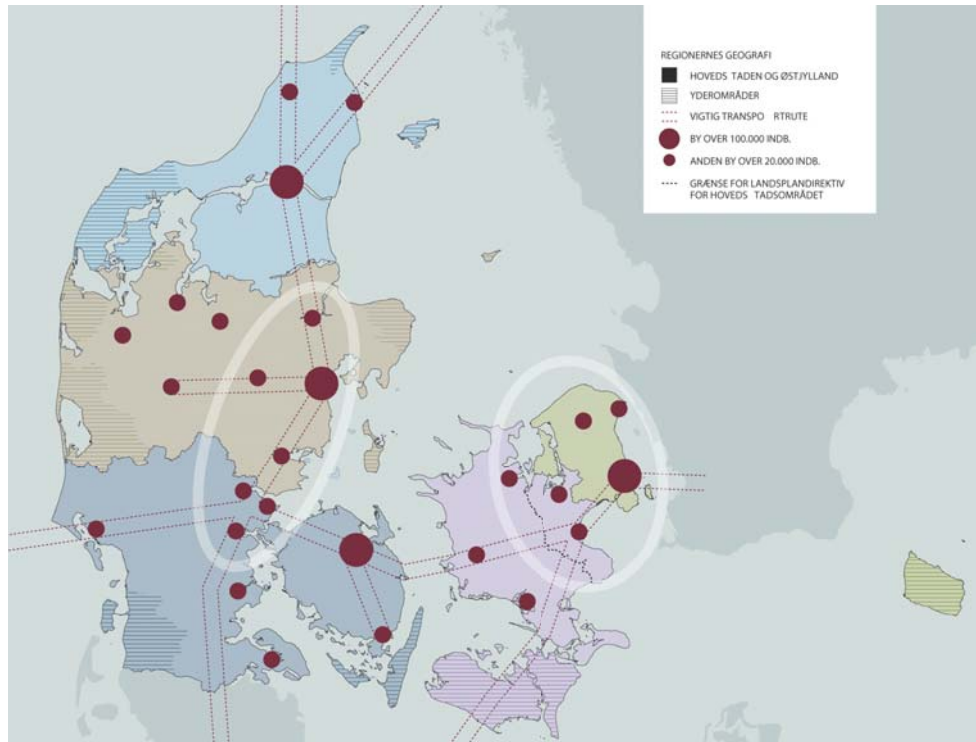 REGIONERNES GEOGRAFI
HOVEDS TADEN OG ØSTJYLLAND
YDEROMRÅDER
VIGTIG TRANSPO RTRUTE
BY OVER 100.000 INDB.
ANDEN BY OVER 20.000 INDB.
GRÆNSE FOR LANDSPLANDIREKTIV
FOR HOVEDS TADSOMRÅDET